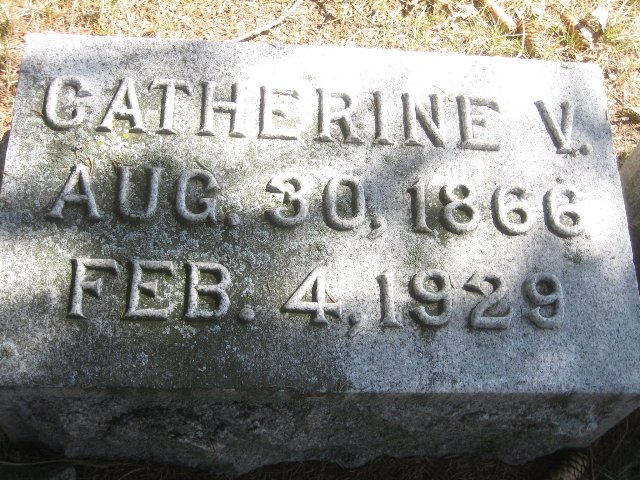 CATHERINE V.
AUG. 30, 1866
FEB. 4, 1929